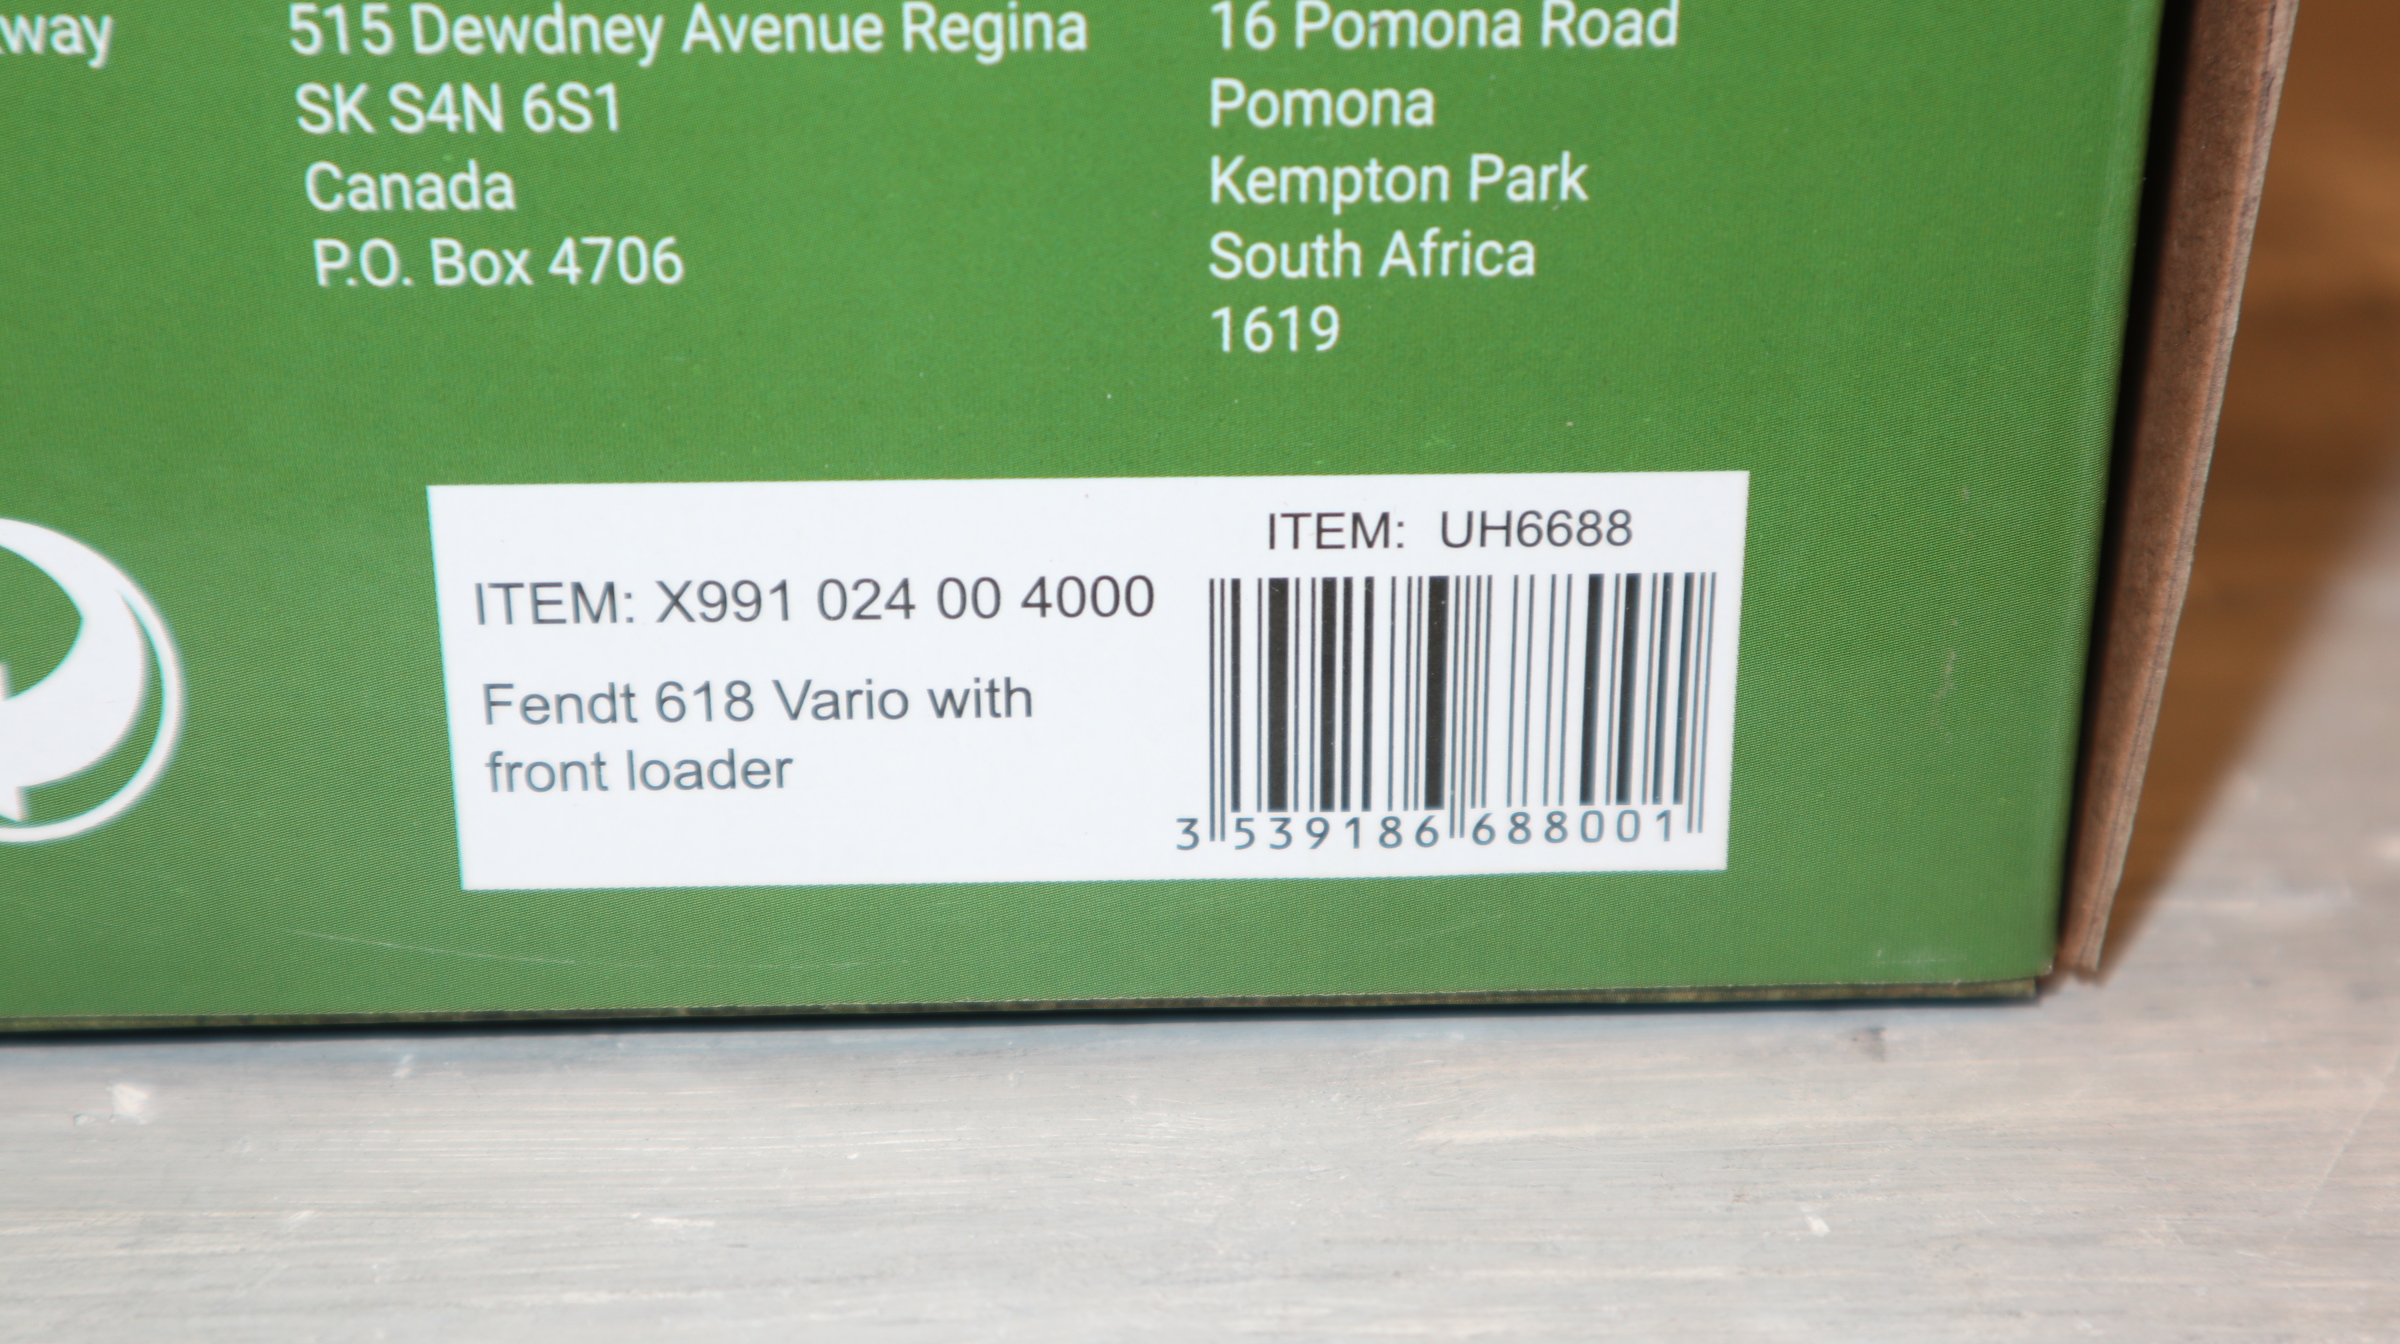 515 Dewdney Avenue Regina
SK S4N 6S1
Canada
P.O. Box 4706
16 Pomona Road
Pomona
Kempton Park
South Africa
1619
ITEM: X991 024 00 4000
Fendt 618 Vario with
front loader
ITEM: UH6688
3 539186 688001